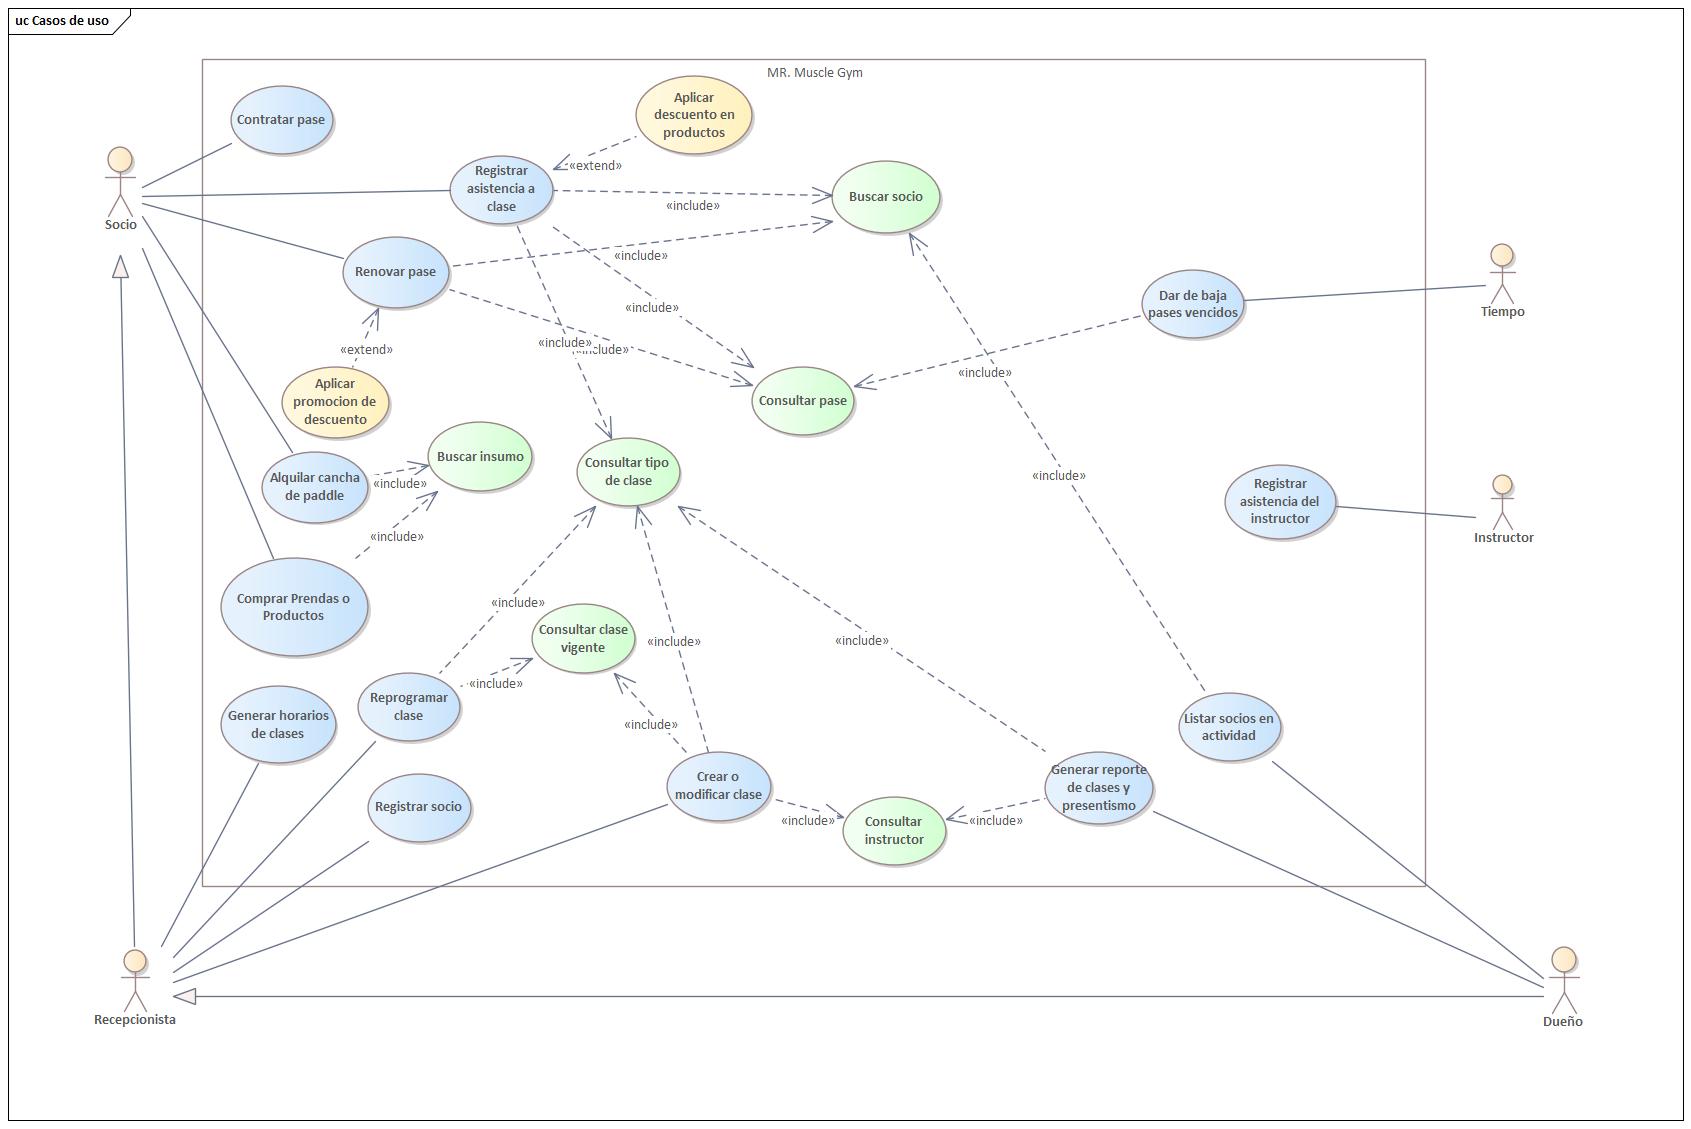 uc Casos de uso
MR. Muscle Gym
Contratar pase
Aplicar
descuento en
productos
«extend»
Registrar
asistencia a
clase
Buscar socio
«include»
Socio
Renovar pase
«include»
«include»
Dar de baja
pases vencidos
Tiempo
«extend»
«include»
«include»
«include»
Aplicar
promocion de
descuento
Consultar pase
Buscar insumo
Consultar tipo
de clase
Alquilar cancha
de paddle
«include»
«include»
Registrar
asistencia del
instructor
Instructor
«include»
Comprar Prendas o
Productos
«include»
Consultar clase
vigente
«include»
«include»
«include»
Reprogramar
clase
Generar horarios
de clases
«include»
Listar socios en
actividad
Crear o
modificar clase
Generar reporte
de clases y
presentismo
Registrar socio
«include»
«include»
Consultar
instructor
Recepcionista
Dueño